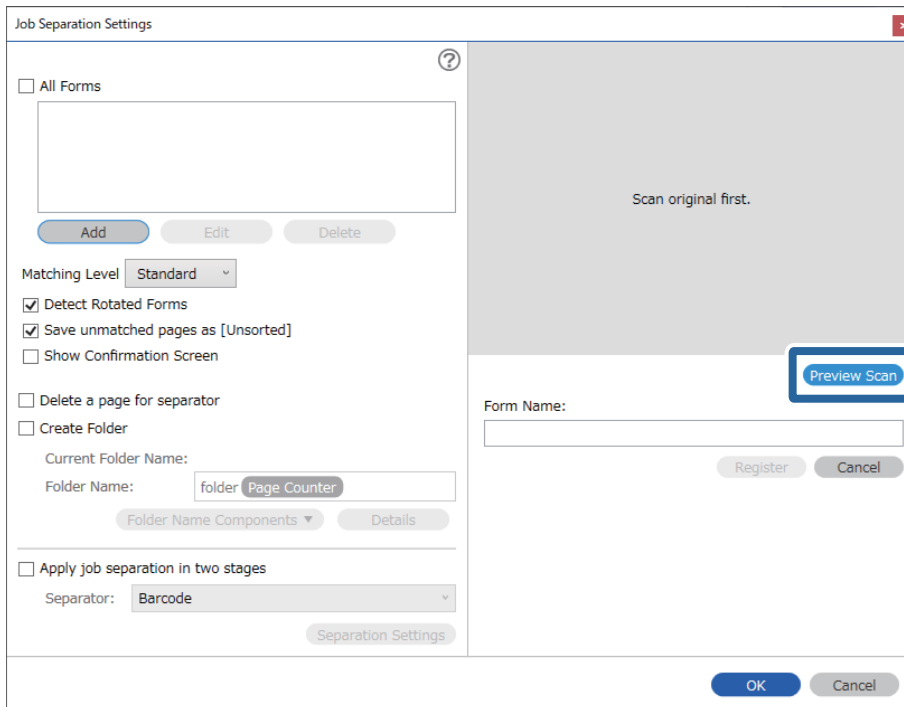 Job Separation Settings
All Forms
Add Edit Delete
Matching Level Standard
Detect Rotated Forms
Save unmatched pages as [Unsorted]
Show Confirmation Screen
Delete a page for separator
Create Folder
Current Folder Name:
Folder Name: folder Page Counter
Folder Name Components Details
Apply job separation in two stages
Separator: Barcode
Separation Settings
Scan original first.
Preview Scan
Form Name:
Register Cancel
OK Cancel